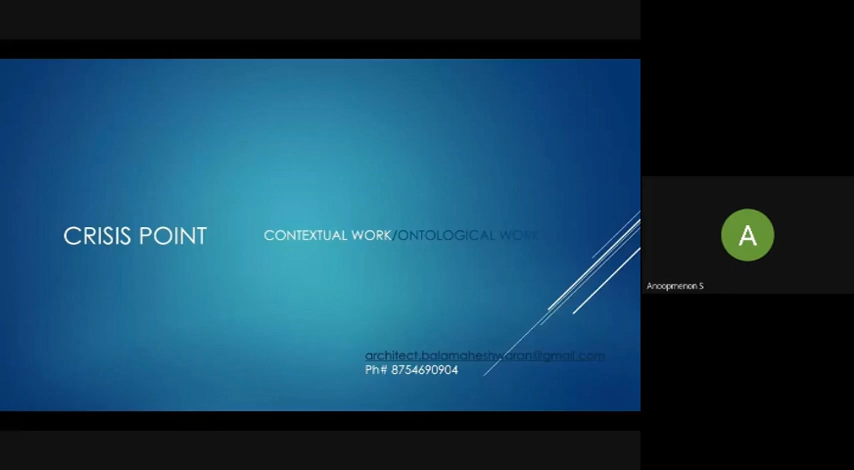 CRISIS POINT
CONTEXTUAL WORK/ONTOLOGICAL WORK
architect.balamaheshwaran@gmail.com
Ph# 8754690904
A
Anoopmenon S